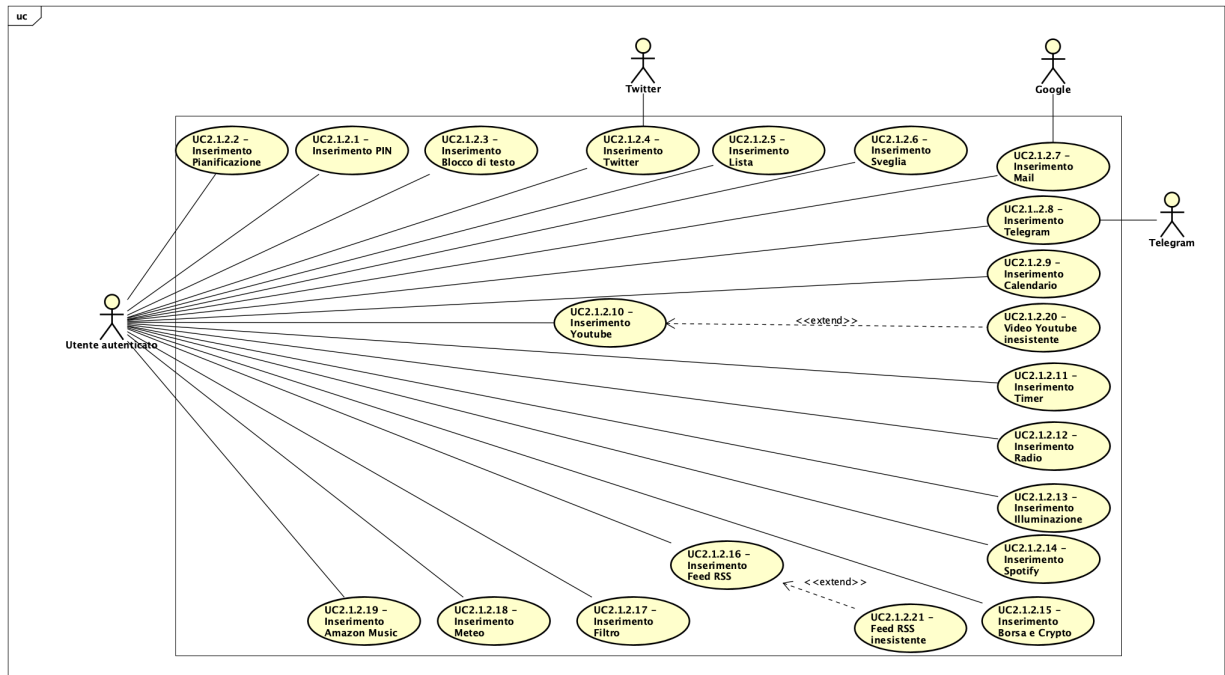 uc
Twitter
Google
UC2.1.2.2 –
Inserimento
Pianificazione
UC2.1.2.1 –
Inserimento PIN
UC2.1.2.3 –
Inserimento
Blocco di testo
UC2.1.2.4 –
Inserimento
Twitter
UC2.1.2.5 –
Inserimento
Lista
UC2.1.2.6 –
Inserimento
Sveglia
UC2.1.2.7 –
Inserimento
Mail
UC2.1..2.8 –
Inserimento
Telegram
Telegram
UC2.1.2.9 –
Inserimento
Calendario
Utente autenticato
UC2.1.2.10 –
Inserimento
Youtube
<<extend>>
UC2.1.2.20 –
Video Youtube
inesistente
UC2.1.2.11 –
Inserimento
Timer
UC2.1.2.12 –
Inserimento
Radio
UC2.1.2.13 –
Inserimento
Illuminazione
UC2.1.2.14 –
Inserimento
Spotify
UC2.1.2.16 –
Inserimento
Feed RSS
<<extend>>
UC2.1.2.19 –
Inserimento
Amazon Music
UC2.1.2.18 –
Inserimento
Meteo
UC2.1.2.17 –
Inserimento
Filtro
UC2.1.2.21 –
Feed RSS
inesistente
UC2.1.2.15 –
Inserimento
Borsa e Crypto